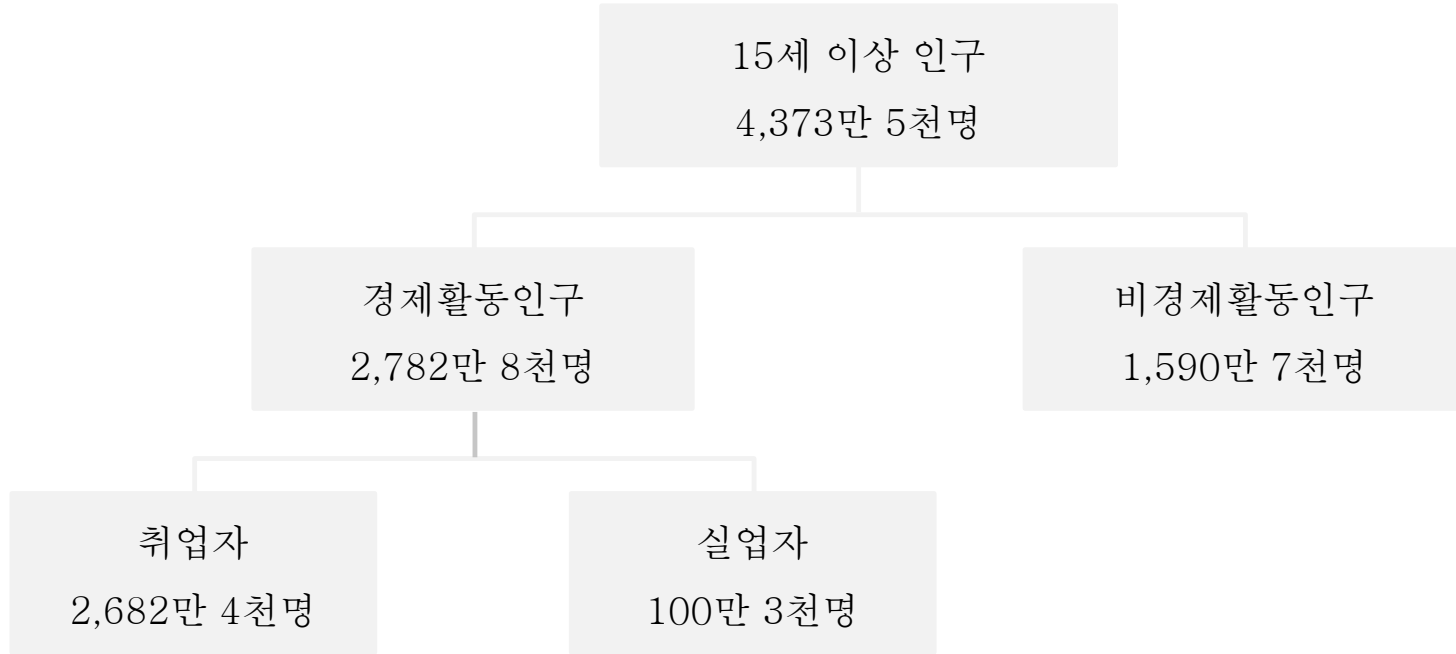 15세 이상 인구
4,373만 5천명
경제활동인구
2,782만 8천명
비경제활동인구
1,590만 7천명
취업자
2,682만 4천명
실업자
100만 3천명